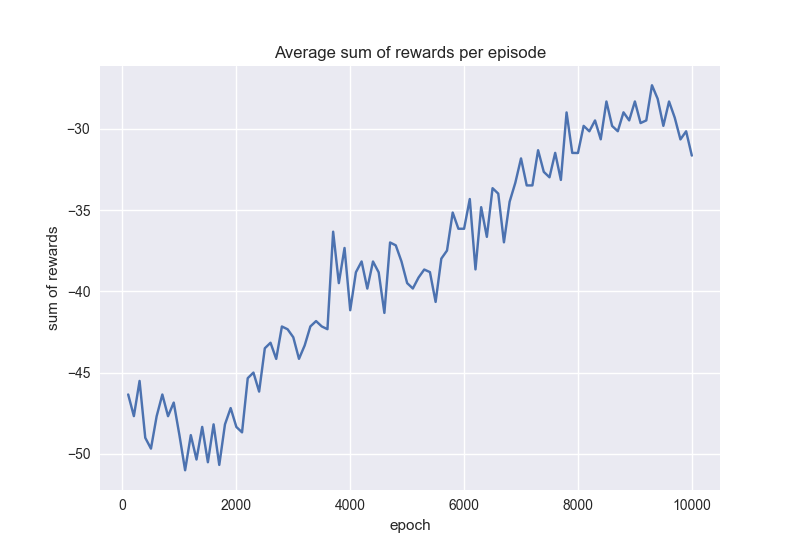 Average sum of rewards per episode
−30
−35
−40
−45
−50
sum of rewards
0 2000 4000 6000 8000 10000
epoch